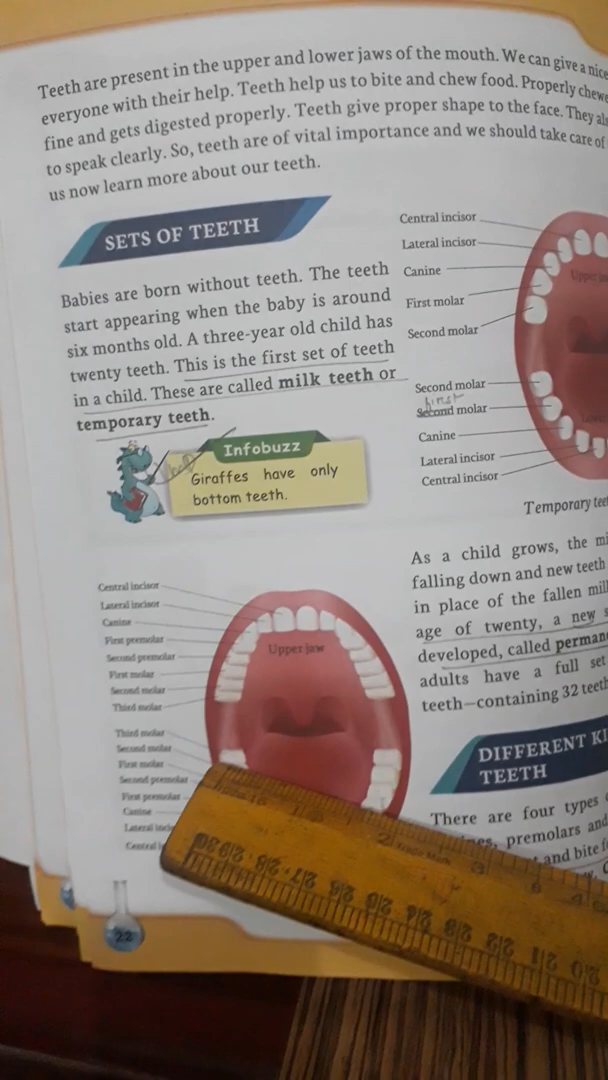 Teeth are present in the upper and lower jaws of the mouth. We can give a nice
everyone with their help. Teeth help us to bite and chew food. Properly chewe
fine and gets digested properly. Teeth give proper shape to the face. They als
to speak clearly. So, teeth are of vital importance and we should take care of
us now learn more about our teeth.
SETS OF TEETH
Babies are born without teeth. The teeth
start appearing when the baby is around
six months old. A three-year old child has
twenty teeth. This is the first set of teeth
in a child. These are called milk teeth or
temporary teeth.
Infobuzz
Giraffes have only
bottom teeth.
Central incisor
Lateral incisor
Canine
First molar
Second molar
Upper ja
Second molar
first
Second molar
Canine
Lateral incisor
Central incisor
Temporary teet
As a child grows, the mi
falling down and new teeth
in place of the fallen mil
age of twenty, a new s
developed, called perman
adults have a full set
teeth—containing 32 teeth
Central incisor
Lateral incisor
Canine
First premolar
Second premolar
First molar
Second molar
Third molar
Upper jaw
Third molar
Second molar
First molar
Second premolar
First premolar
Canine
Lateral incis
Central i
DIFFERENT KI
TEETH
There are four types
premolars and
and bite f
22